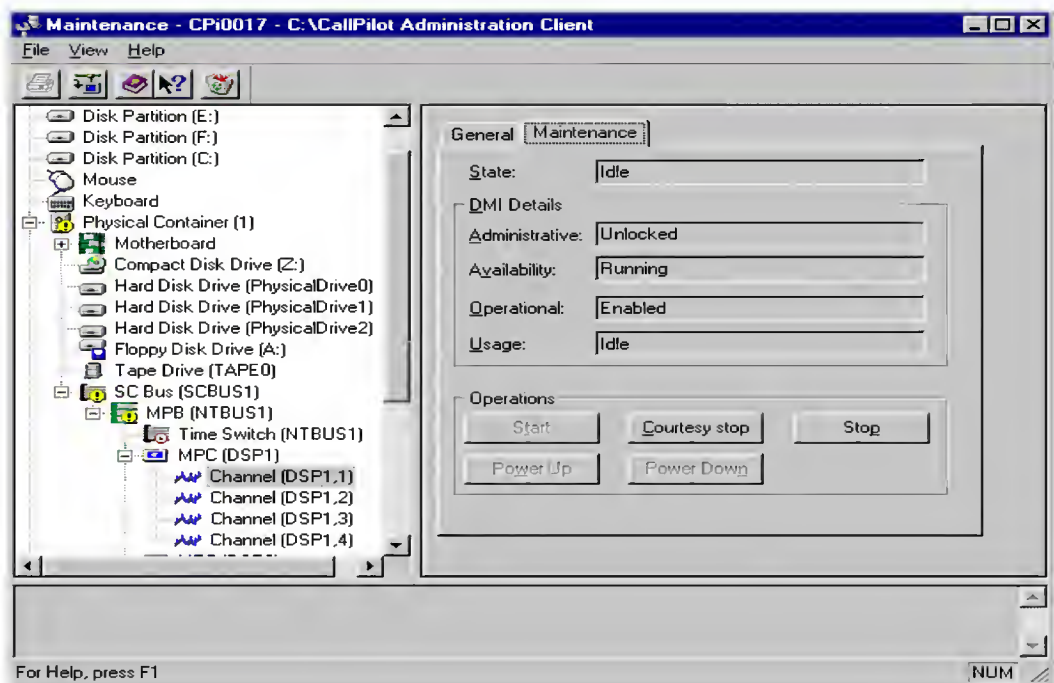 Maintenance - CPi0017 - C:\CallPilot Administration Client
File View Help
Disk Partition (E:)
Disk Partition (F:)
Disk Partition (C:)
Mouse
Keyboard
Physical Container (1)
Motherboard
Compact Disk Drive (Z:)
Hard Disk Drive (PhysicalDrive0)
Hard Disk Drive (PhysicalDrive1)
Hard Disk Drive (PhysicalDrive2)
Floppy Disk Drive (A:)
Tape Drive (TAPE0)
SC Bus (SCBUS1)
MPB (NTBUS1)
Time Switch (NTBUS1)
MPC (DSP1)
Channel (DSP1,1)
Channel (DSP1,2)
Channel (DSP1,3)
Channel (DSP1,4)
General Maintenance
State: Idle
DMI Details
Administrative: Unlocked
Availability: Running
Operational: Enabled
Usage: Idle
Operations
Start Courtesy stop Stop
Power Up Power Down
For Help, press F1
NUM